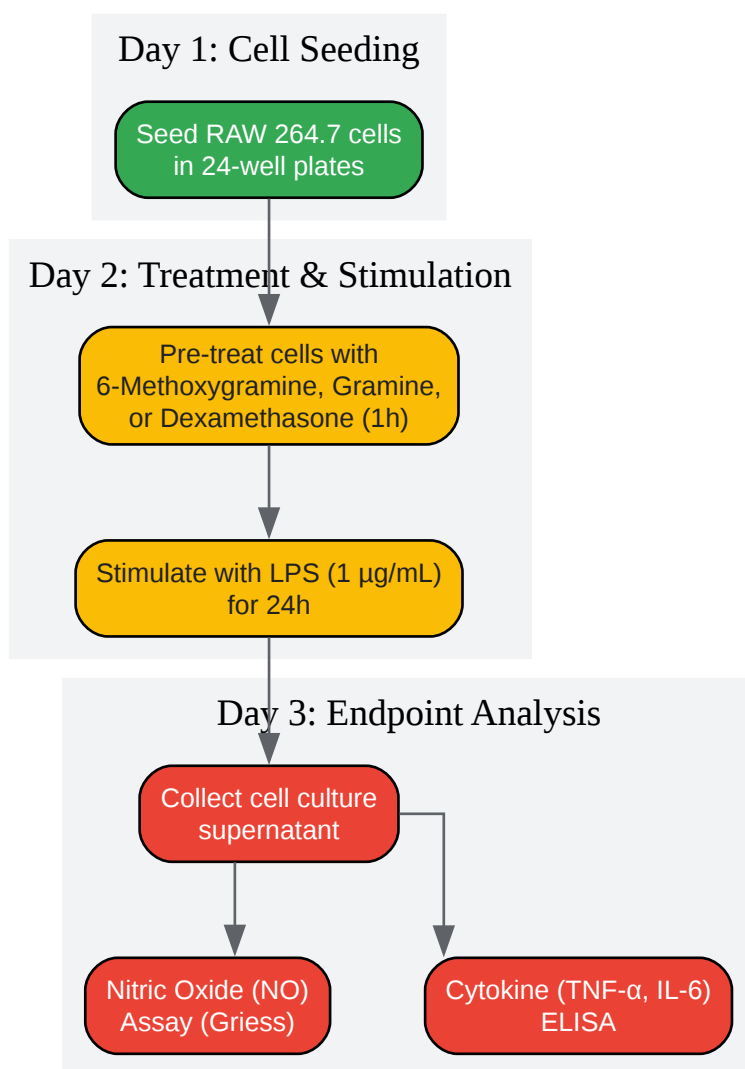 Day 1: Cell Seeding
Seed RAW 264.7 cells
in 24-well plates
Day 2: Treatment & Stimulation
Pre-treat cells with
6-Methoxygramine, Gramine,
or Dexamethasone (1h)
Stimulate with LPS (1 µg/mL)
for 24h
Day 3: Endpoint Analysis
Collect cell culture
supernatant
Nitric Oxide (NO)
Assay (Griess)
Cytokine (TNF-α, IL-6)
ELISA